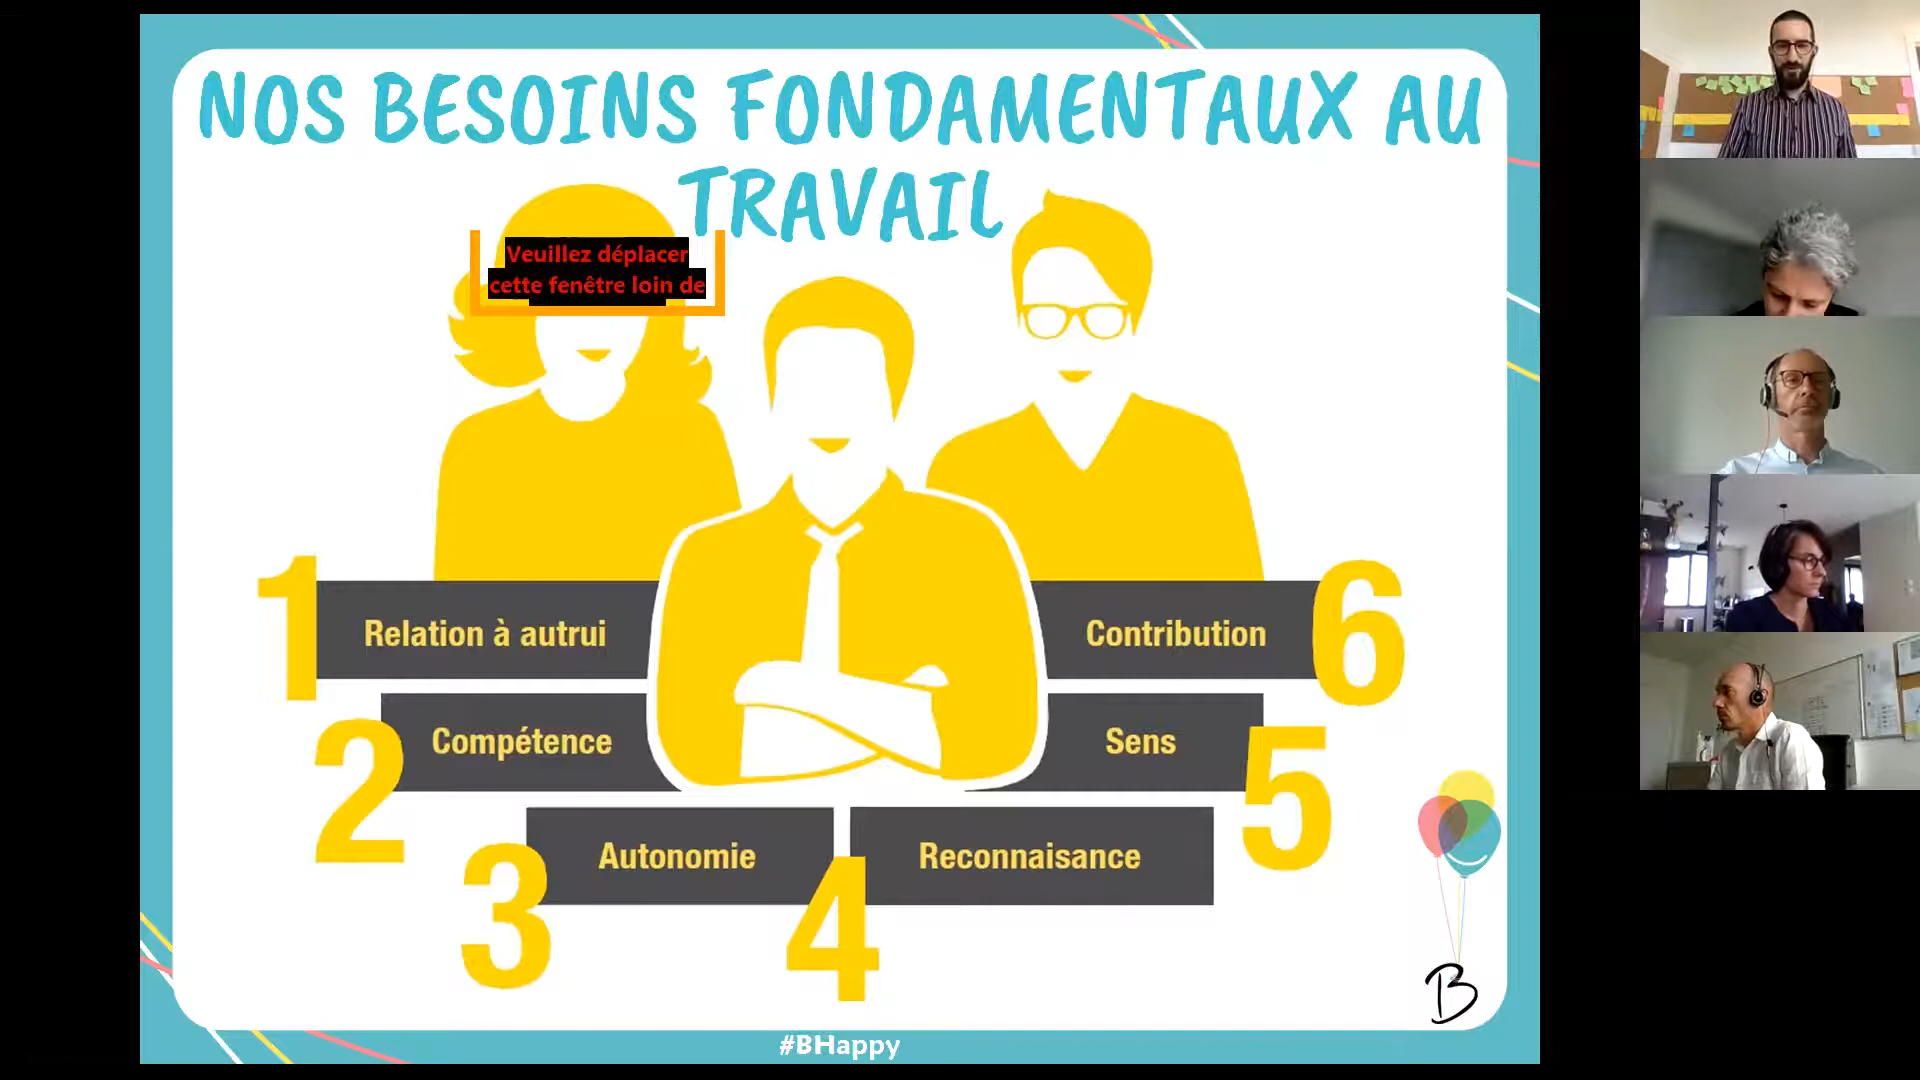 NOS BESOINS FONDAMENTAUX AU
TRAVAIL
Veuillez déplacer
cette fenêtre loin de
1 Relation à autrui
2 Compétence
3 Autonomie
4 Reconnaisance
5 Sens
6 Contribution
B
#BHappy